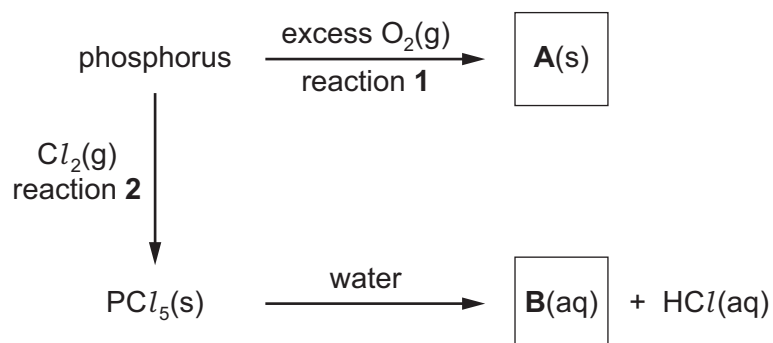 phosphorus
excess O₂(g)
reaction 1
A(s)
Cl₂(g)
reaction 2
PCl₅(s)
water
B(aq) + HCl(aq)